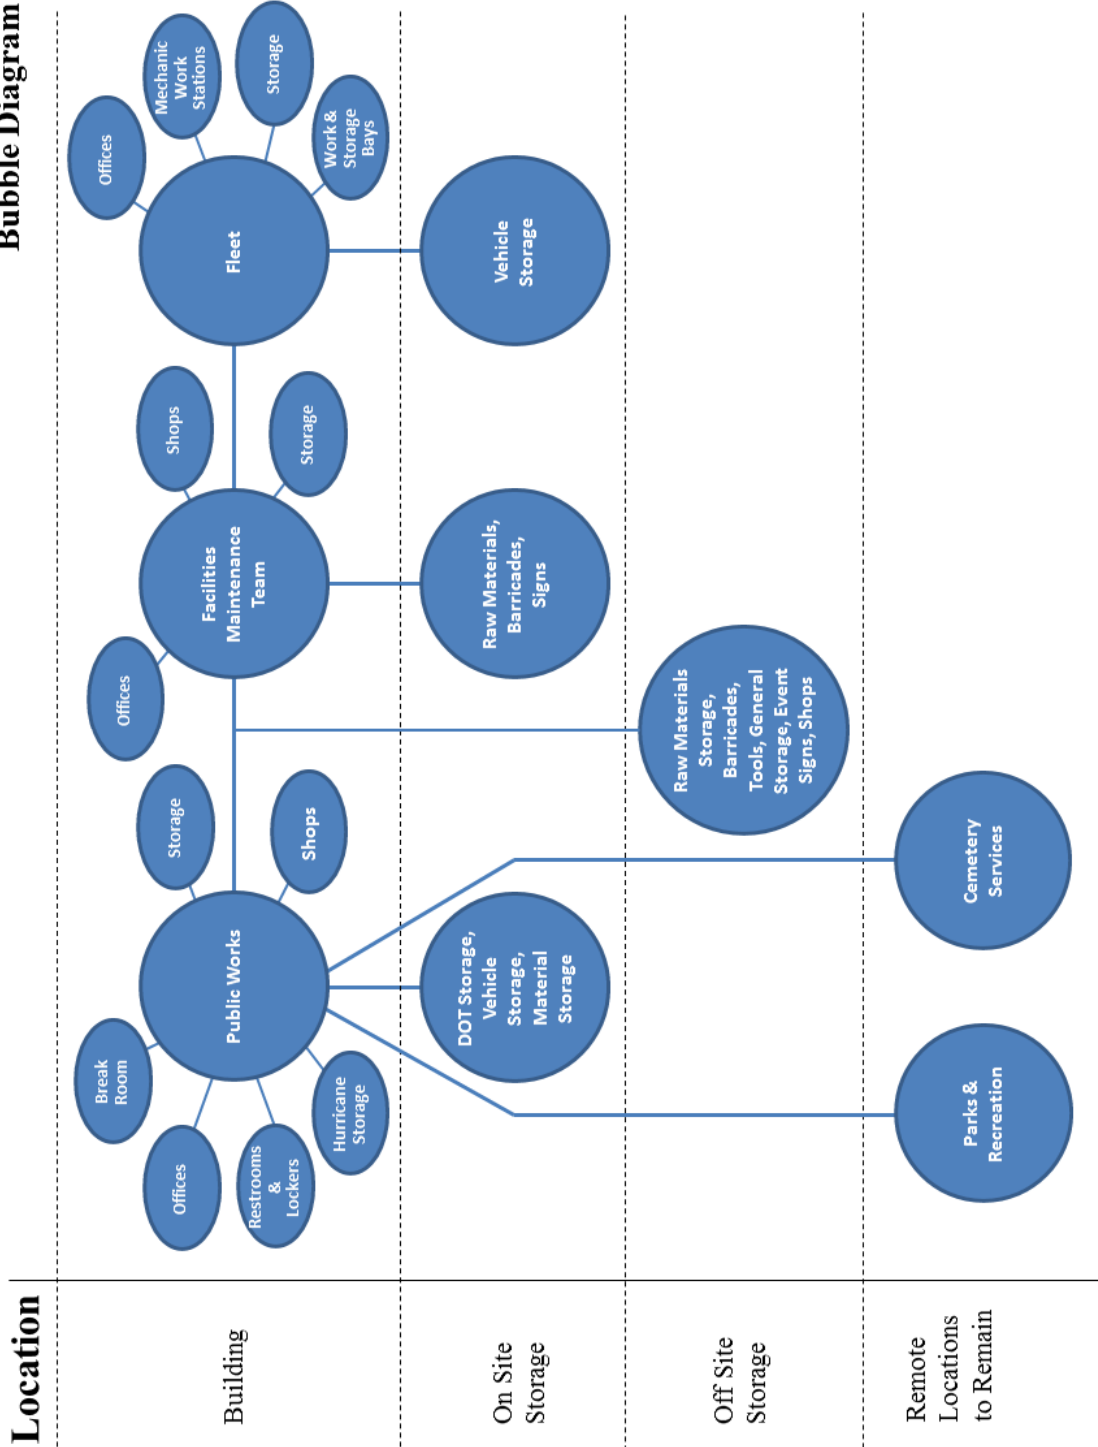 Location
Bubble Diagram
Building
Break
Room
Offices
Restrooms
&
Lockers
Hurricane
Storage
Public Works
Storage
Shops
Offices
Facilities
Maintenance
Team
Shops
Storage
Offices
Mechanic
Work
Stations
Storage
Work &
Storage
Bays
Fleet
On Site
Storage
DOT Storage,
Vehicle
Storage,
Material
Storage
Raw Materials,
Barricades,
Signs
Vehicle
Storage
Off Site
Storage
Raw Materials
Storage,
Barricades,
Tools, General
Storage, Event
Signs, Shops
Remote
Locations
to Remain
Parks &
Recreation
Cemetery
Services